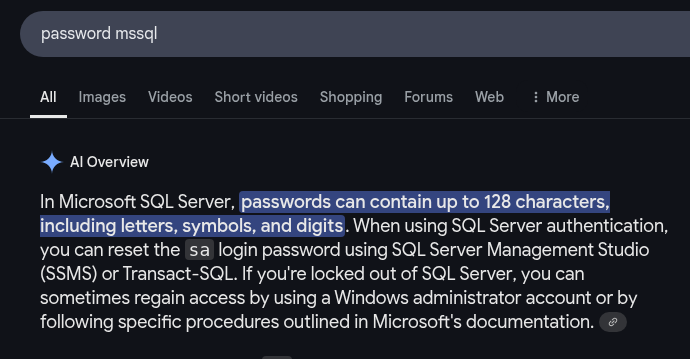 password mssql
All Images Videos Short videos Shopping Forums Web More
AI Overview
In Microsoft SQL Server, passwords can contain up to 128 characters,
including letters, symbols, and digits. When using SQL Server authentication,
you can reset the sa login password using SQL Server Management Studio
(SSMS) or Transact-SQL. If you're locked out of SQL Server, you can
sometimes regain access by using a Windows administrator account or by
following specific procedures outlined in Microsoft's documentation.